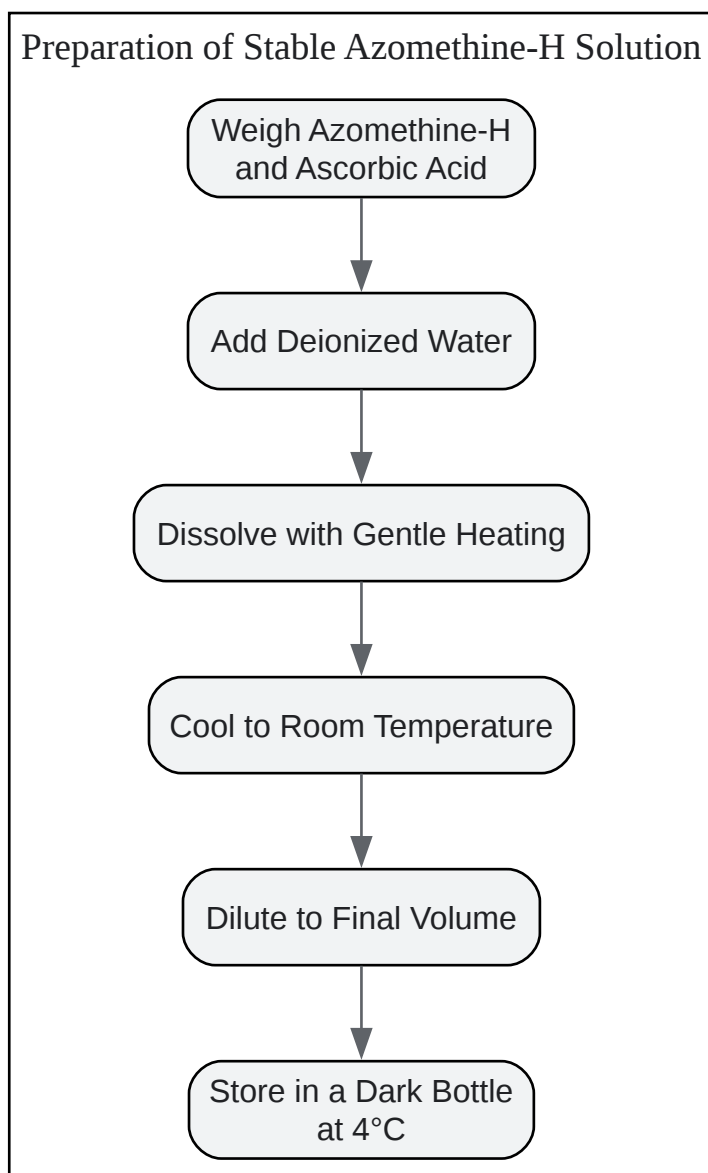 Preparation of Stable Azomethine-H Solution
Weigh Azomethine-H
and Ascorbic Acid
Add Deionized Water
Dissolve with Gentle Heating
Cool to Room Temperature
Dilute to Final Volume
Store in a Dark Bottle
at 4°C